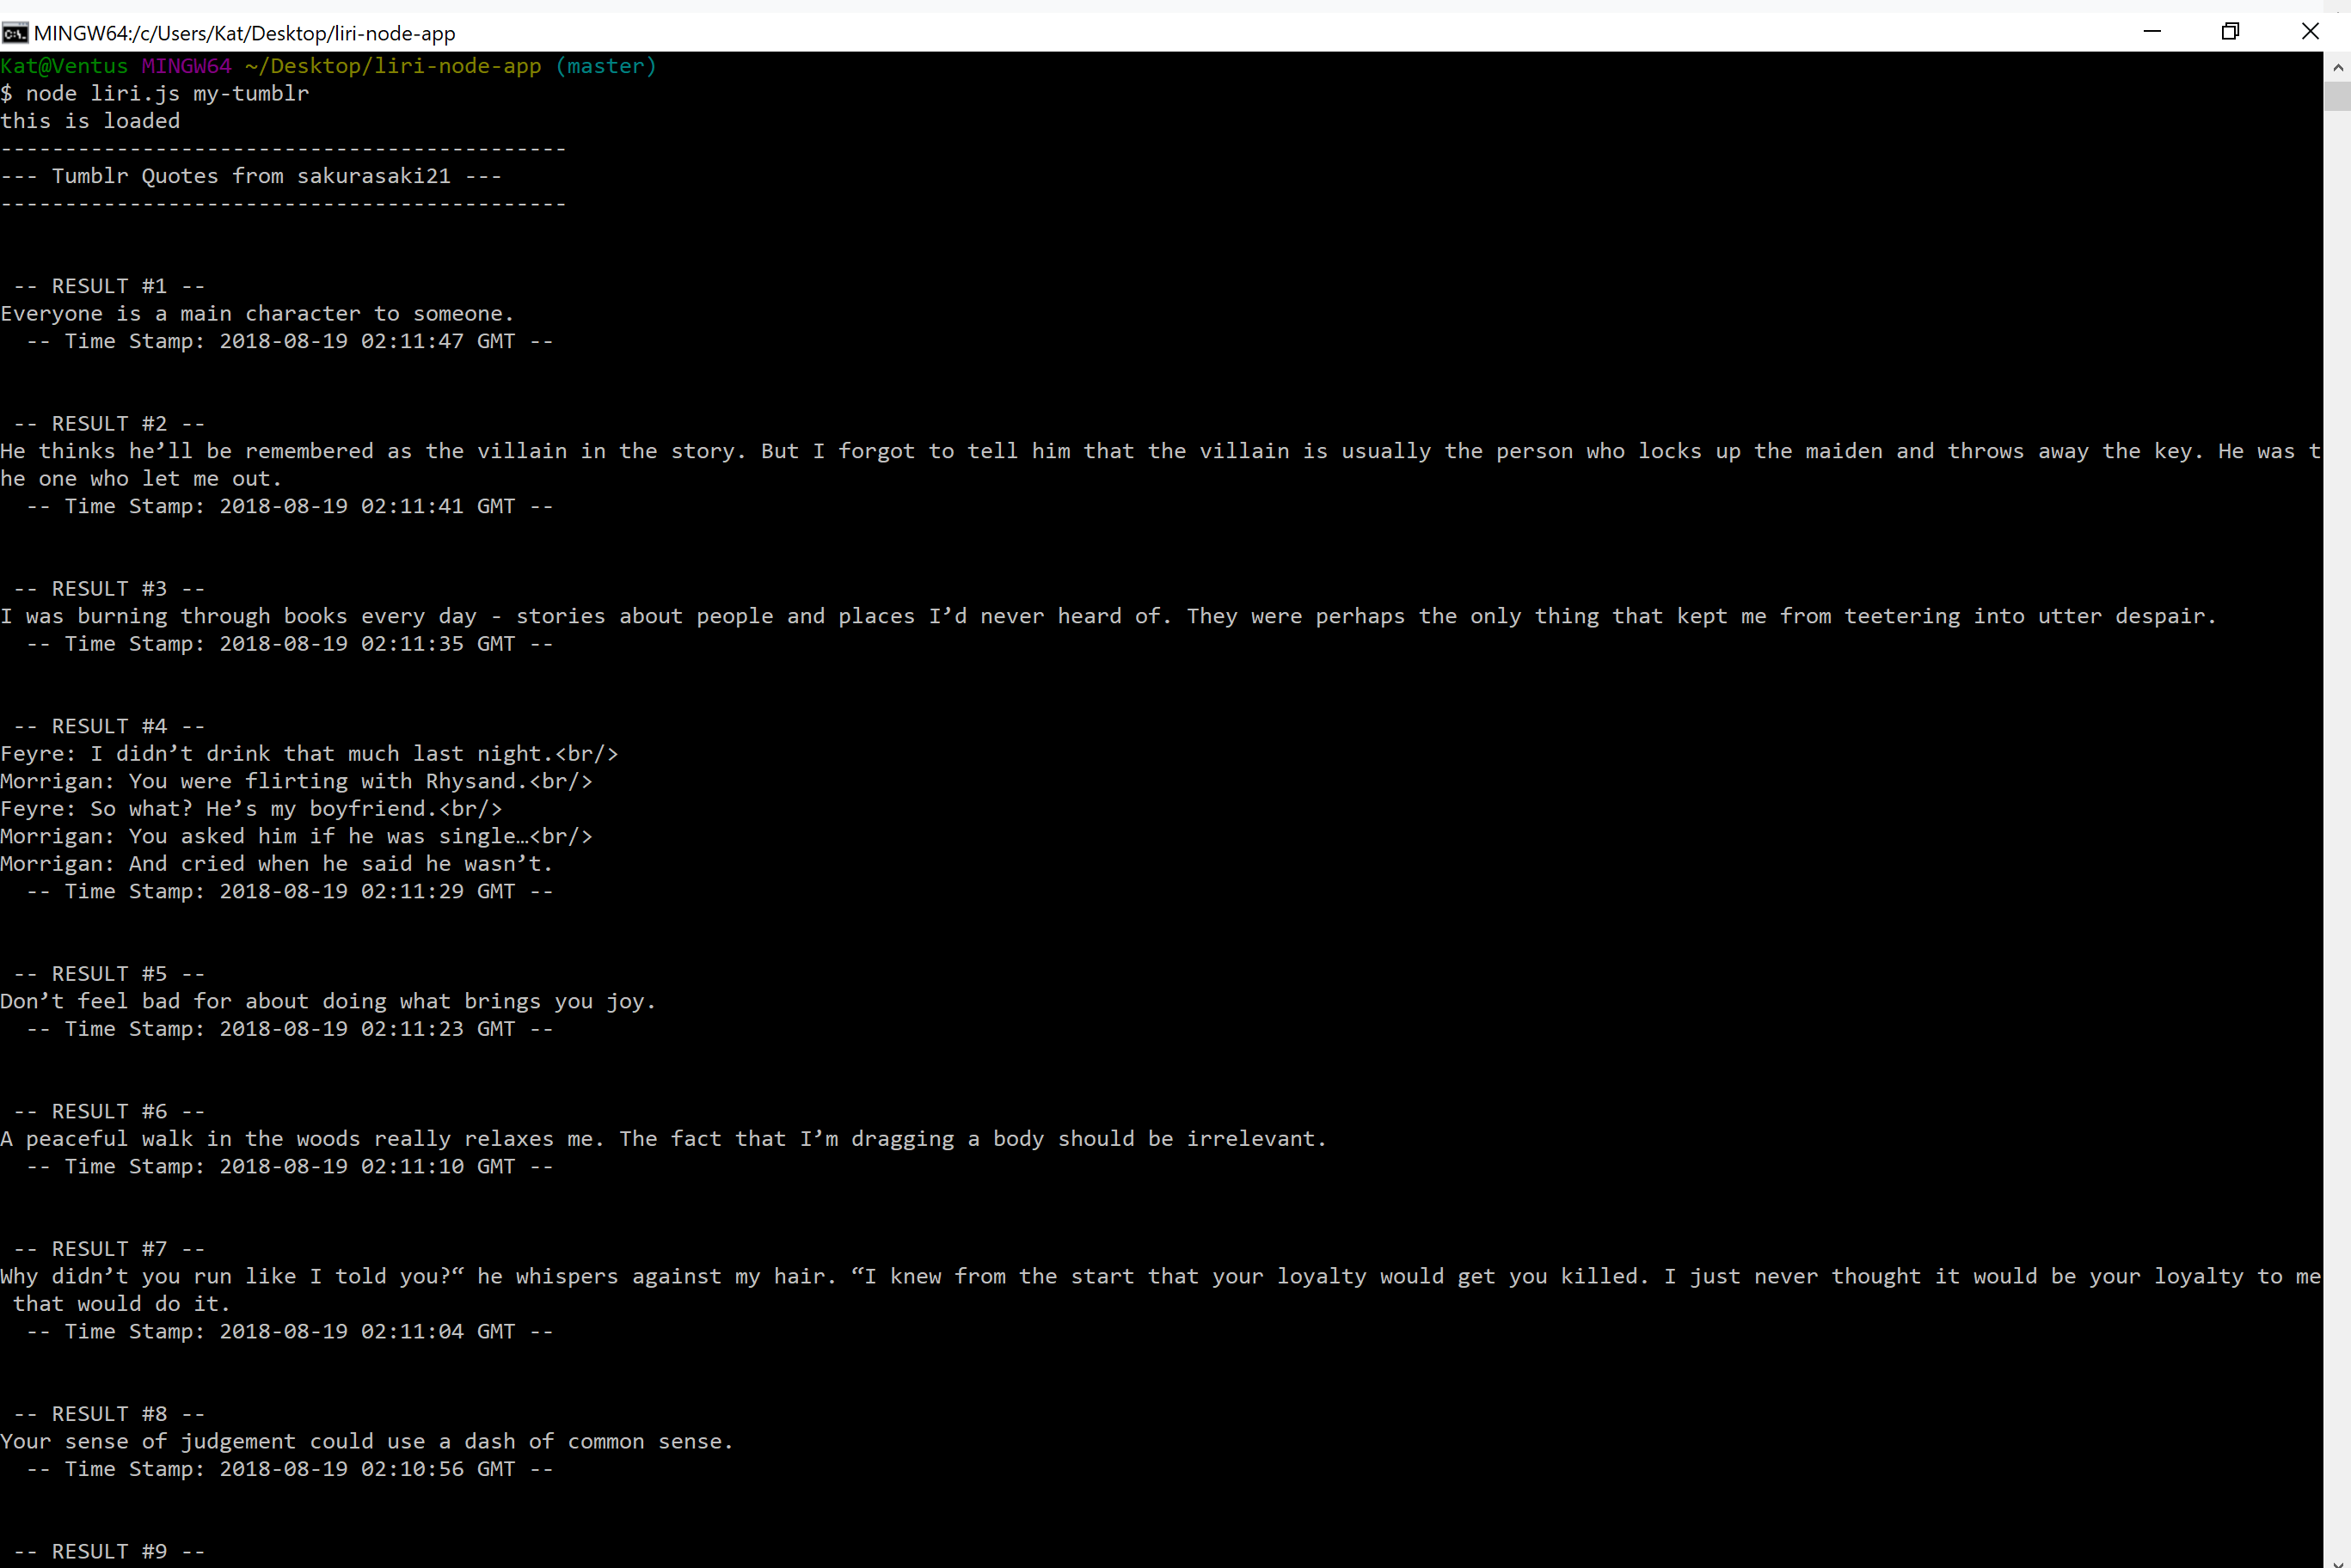 MINGW64:/c/Users/Kat/Desktop/liri-node-app
Kat@Ventus MINGW64 ~/Desktop/liri-node-app (master)
$ node liri.js my-tumblr
this is loaded
--------------------------------------------
--- Tumblr Quotes from sakurasaki21 ---
--------------------------------------------
-- RESULT #1 --
Everyone is a main character to someone.
-- Time Stamp: 2018-08-19 02:11:47 GMT --
-- RESULT #2 --
He thinks he’ll be remembered as the villain in the story. But I forgot to tell him that the villain is usually the person who locks up the maiden and throws away the key. He was t
he one who let me out.
-- Time Stamp: 2018-08-19 02:11:41 GMT --
-- RESULT #3 --
I was burning through books every day - stories about people and places I’d never heard of. They were perhaps the only thing that kept me from teetering into utter despair.
-- Time Stamp: 2018-08-19 02:11:35 GMT --
-- RESULT #4 --
Feyre: I didn’t drink that much last night.<br/>
Morrigan: You were flirting with Rhysand.<br/>
Feyre: So what? He’s my boyfriend.<br/>
Morrigan: You asked him if he was single…<br/>
Morrigan: And cried when he said he wasn’t.
-- Time Stamp: 2018-08-19 02:11:29 GMT --
-- RESULT #5 --
Don’t feel bad for about doing what brings you joy.
-- Time Stamp: 2018-08-19 02:11:23 GMT --
-- RESULT #6 --
A peaceful walk in the woods really relaxes me. The fact that I’m dragging a body should be irrelevant.
-- Time Stamp: 2018-08-19 02:11:10 GMT --
-- RESULT #7 --
Why didn’t you run like I told you?“ he whispers against my hair. “I knew from the start that your loyalty would get you killed. I just never thought it would be your loyalty to me
that would do it.
-- Time Stamp: 2018-08-19 02:11:04 GMT --
-- RESULT #8 --
Your sense of judgement could use a dash of common sense.
-- Time Stamp: 2018-08-19 02:10:56 GMT --
-- RESULT #9 --